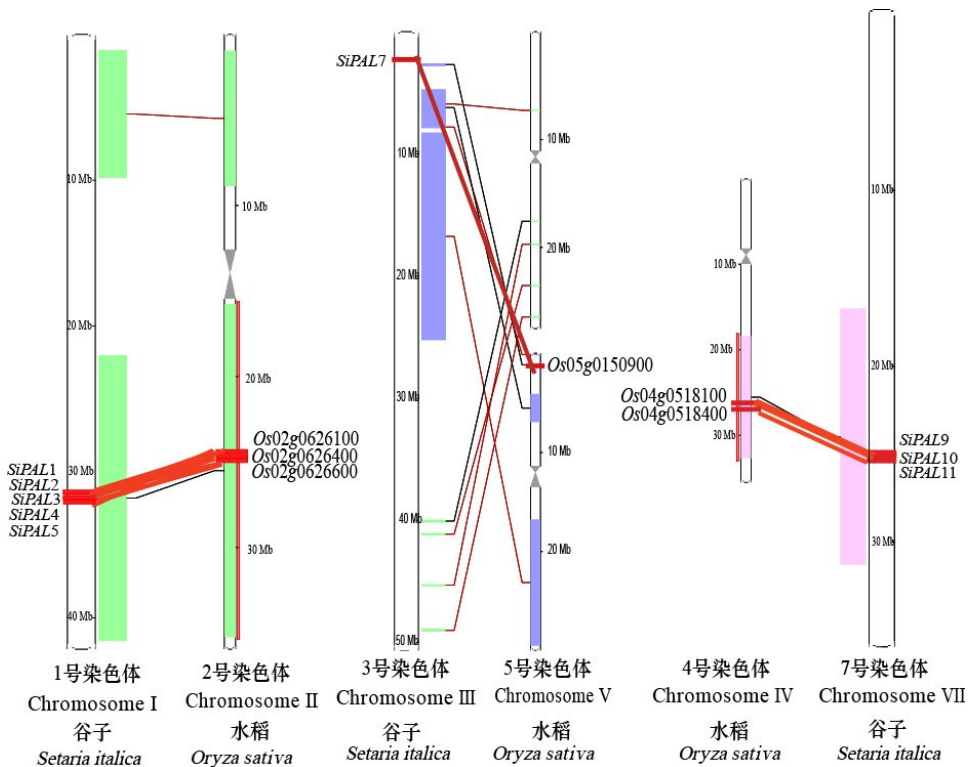 SiPAL7
10 Mb
20 Mb
30 Mb
40 Mb
SiPAL1
SiPAL2
SiPAL3
SiPAL4
SiPAL5
10 Mb
20 Mb
30 Mb
Os02g0626100
Os02g0626400
Os02g0626600
10 Mb
20 Mb
30 Mb
40 Mb
50 Mb
10 Mb
20 Mb
Os05g0150900
10 Mb
20 Mb
10 Mb
20 Mb
30 Mb
Os04g0518100
Os04g0518400
10 Mb
20 Mb
30 Mb
SiPAL9
SiPAL10
SiPAL11
1号染色体
Chromosome I
谷子
Setaria italica
2号染色体
Chromosome II
水稻
Oryza sativa
3号染色体
Chromosome III
谷子
Setaria italica
5号染色体
Chromosome V
水稻
Oryza sativa
4号染色体
Chromosome IV
水稻
Oryza sativa
7号染色体
Chromosome VII
谷子
Setaria italica